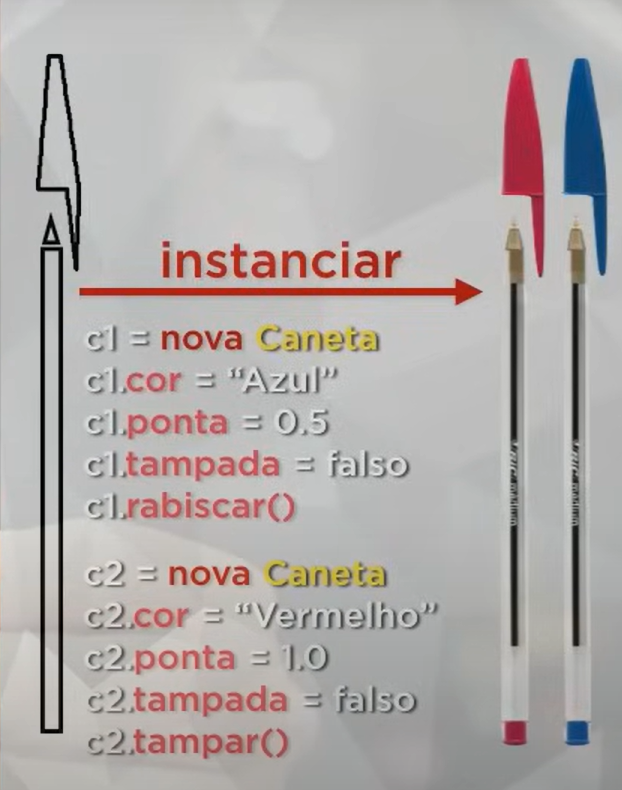 instanciar
c1 = nova Caneta
c1.cor = “Azul”
c1.ponta = 0.5
c1.tampada = falso
c1.rabiscar()
c2 = nova Caneta
c2.cor = “Vermelho”
c2.ponta = 1.0
c2.tampada = falso
c2.tampar()